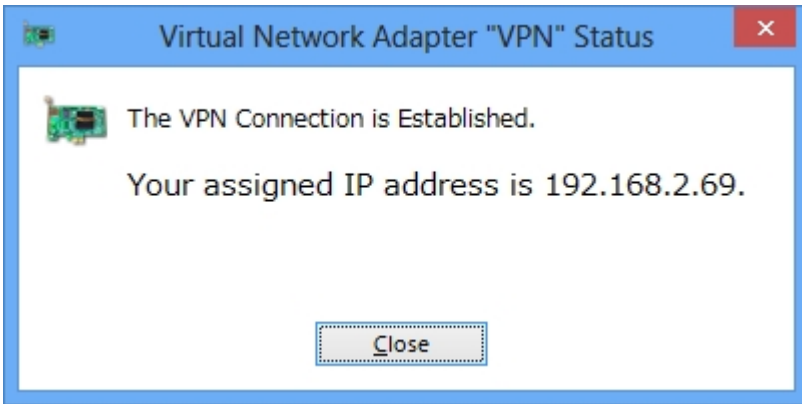 Virtual Network Adapter "VPN" Status
The VPN Connection is Established.
Your assigned IP address is 192.168.2.69.
Close